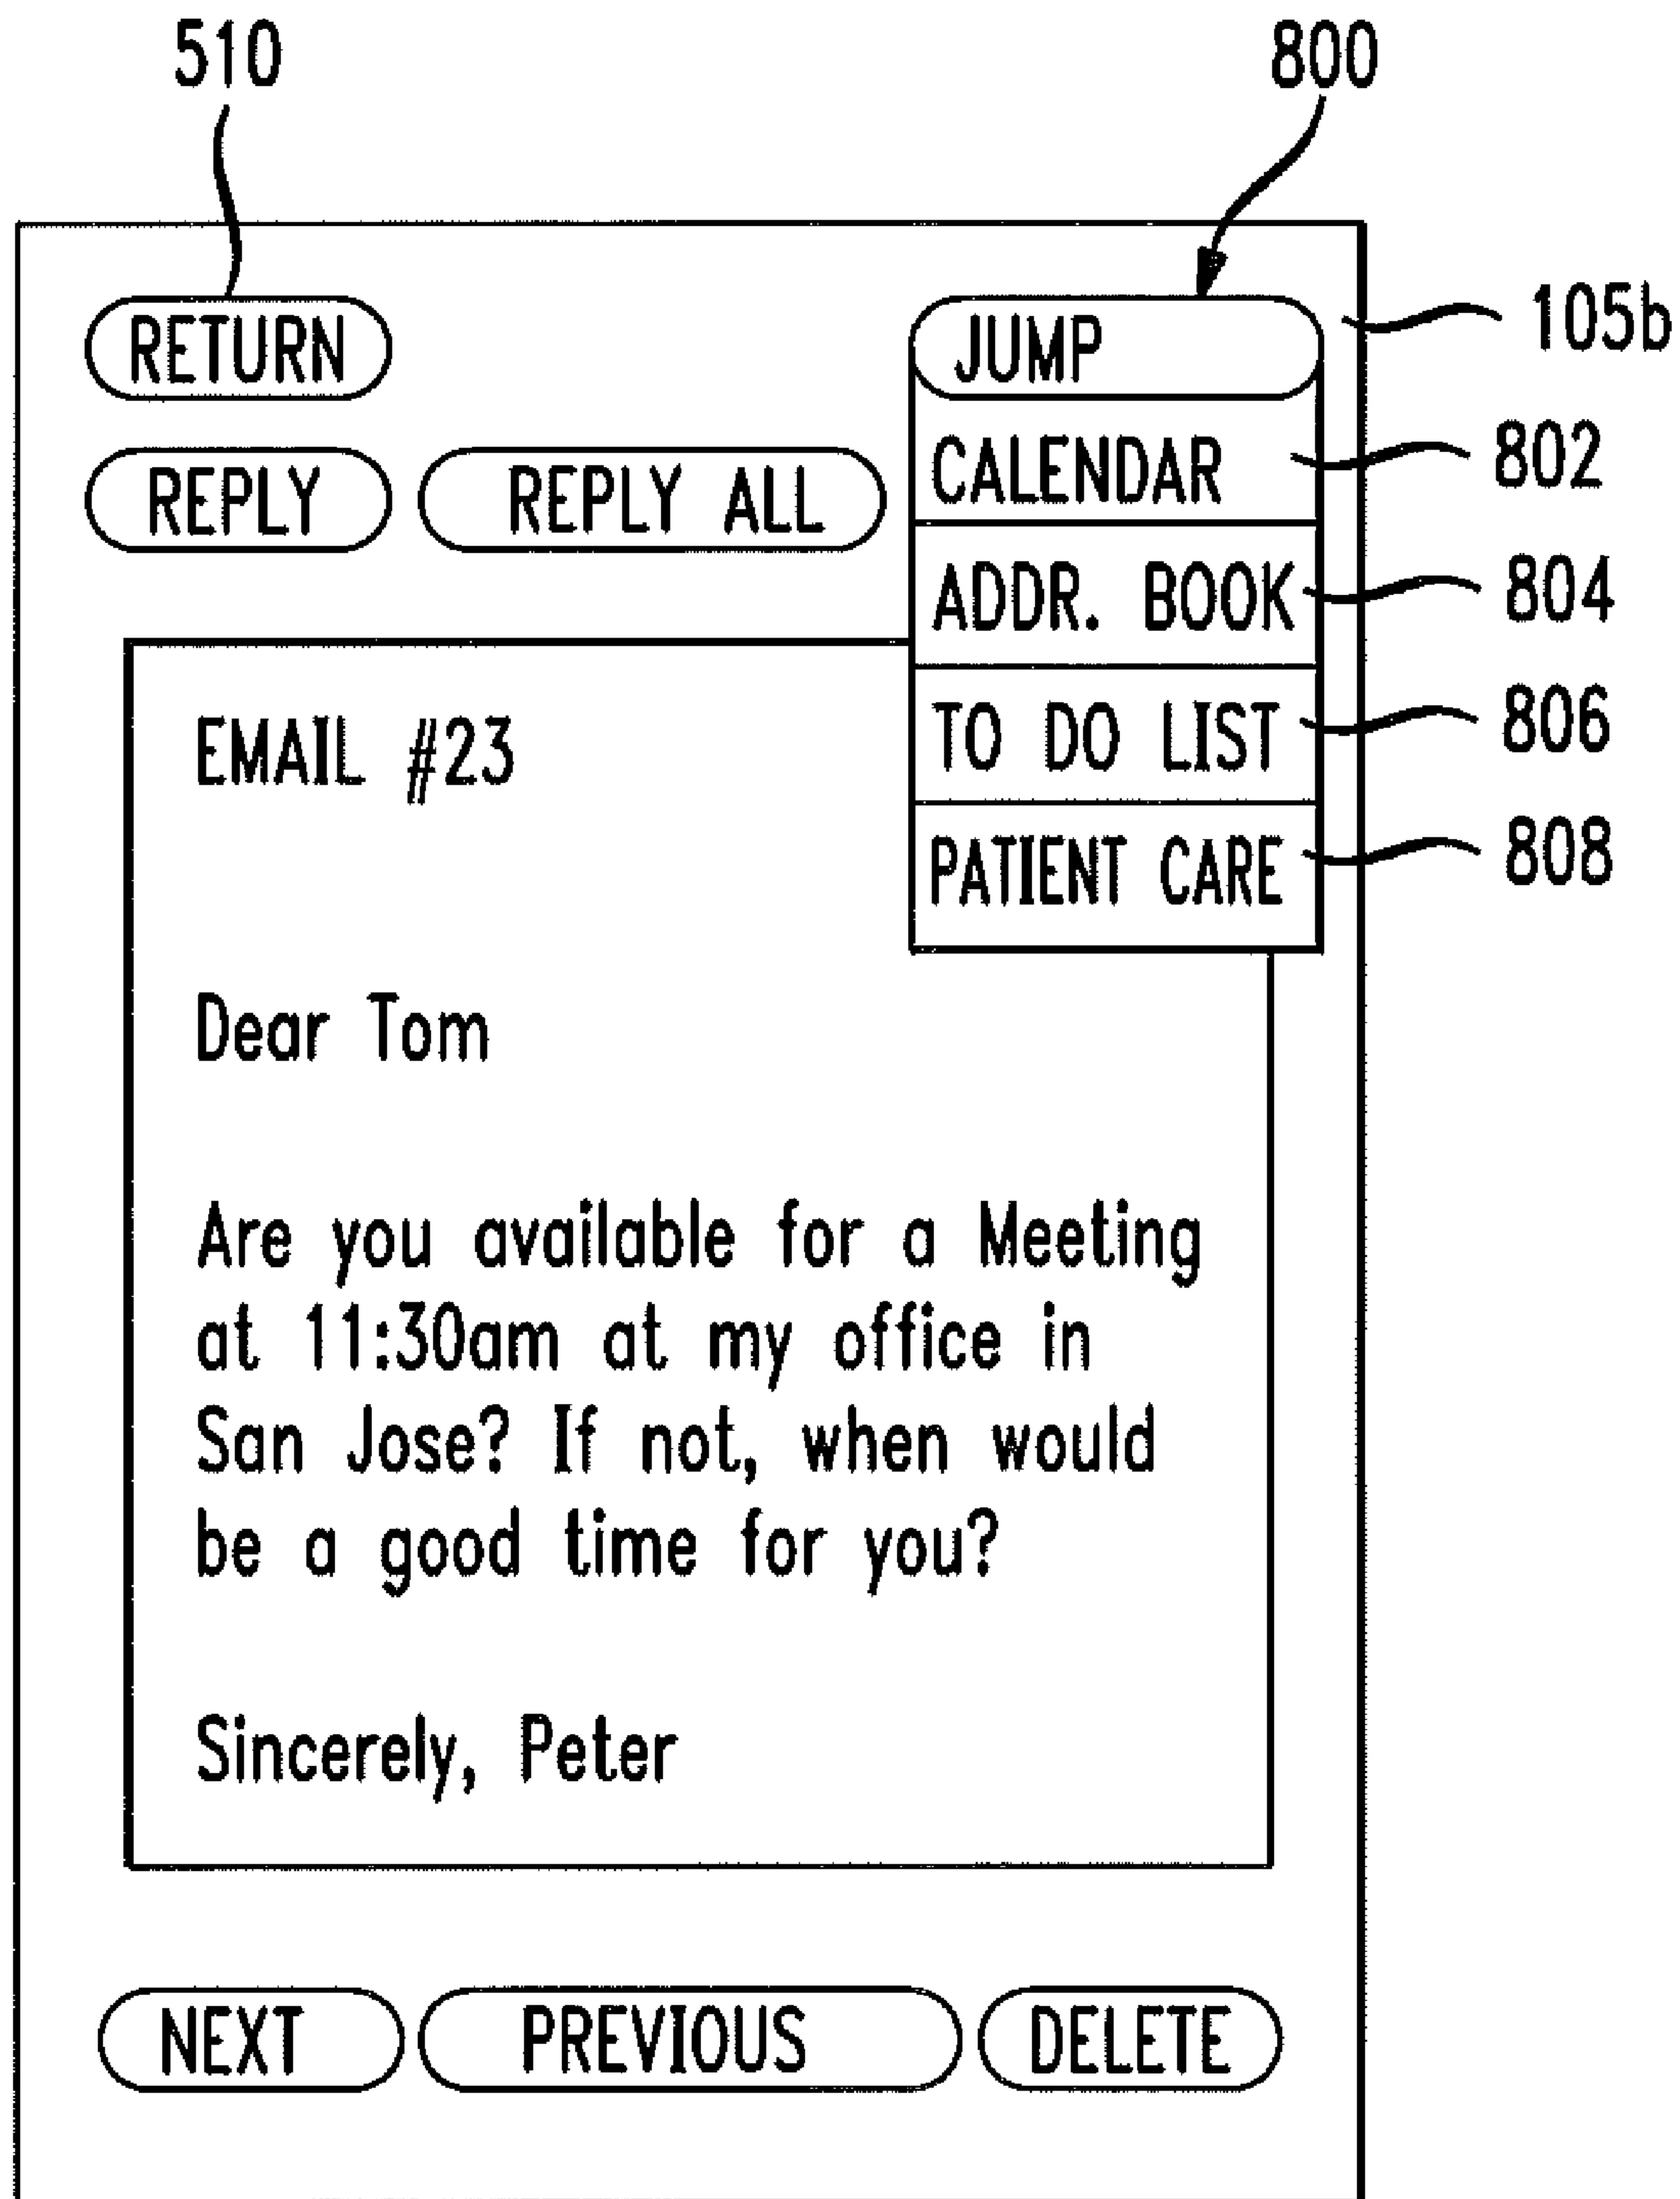 510 800
RETURN JUMP 105b
CALENDAR 802
REPLY REPLY ALL
ADDR. BOOK 804
TO DO LIST 806
EMAIL #23
PATIENT CARE 808
Dear Tom
Are you available for a Meeting
at 11:30am at my office in
San Jose? If not, when would
be a good time for you?
Sincerely, Peter
NEXT PREVIOUS DELETE